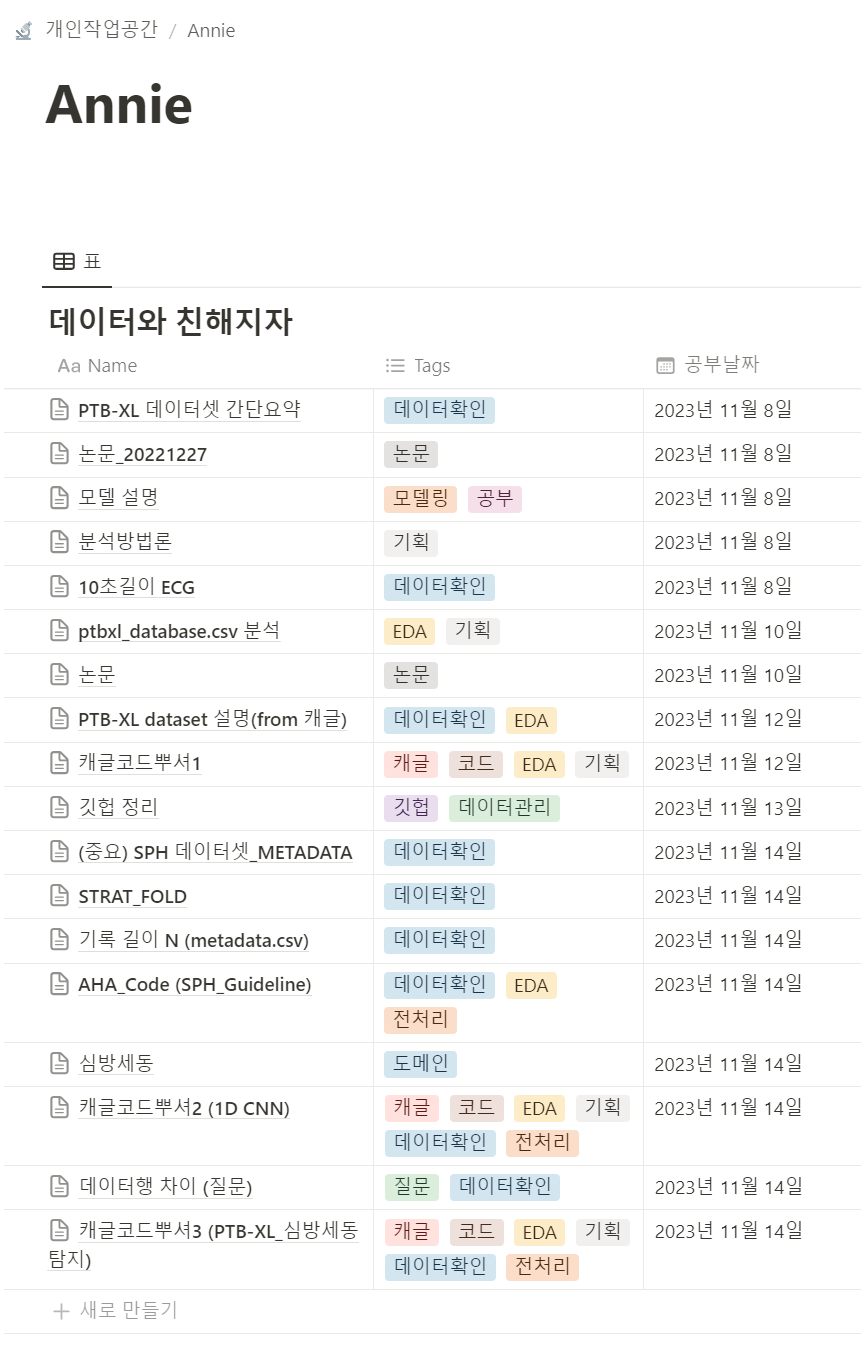 개인작업공간 / Annie
Annie
표
데이터와 친해지자
Aa Name Tags 공부날짜
PTB-XL 데이터셋 간단요약 데이터확인 2023년 11월 8일
논문_20221227 논문 2023년 11월 8일
모델 설명 모델링 공부 2023년 11월 8일
분석방법론 기획 2023년 11월 8일
10초길이 ECG 데이터확인 2023년 11월 8일
ptbxl_database.csv 분석 EDA 기획 2023년 11월 10일
논문 논문 2023년 11월 10일
PTB-XL dataset 설명(from 캐글) 데이터확인 EDA 2023년 11월 12일
캐글코드뿌셔1 캐글 코드 EDA 기획 2023년 11월 12일
깃헙 정리 깃헙 데이터관리 2023년 11월 13일
(중요) SPH 데이터셋_METADATA 데이터확인 2023년 11월 14일
STRAT_FOLD 데이터확인 2023년 11월 14일
기록 길이 N (metadata.csv) 데이터확인 2023년 11월 14일
AHA_Code (SPH_Guideline) 데이터확인 EDA 2023년 11월 14일
전처리
심방세동 도메인 2023년 11월 14일
캐글코드뿌셔2 (1D CNN) 캐글 코드 EDA 기획 2023년 11월 14일
데이터확인 전처리
데이터행 차이 (질문) 질문 데이터확인 2023년 11월 14일
캐글코드뿌셔3 (PTB-XL_심방세동 캐글 코드 EDA 기획 2023년 11월 14일
탐지) 데이터확인 전처리
+ 새로 만들기